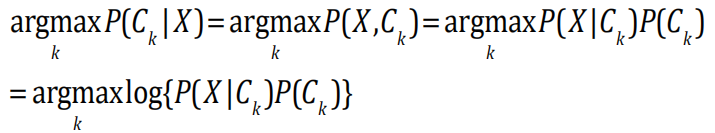 argmax P(C_k | X) = argmax P(X, C_k) = argmax P(X | C_k) P(C_k)
k k k
= argmax log{P(X | C_k) P(C_k)}
k